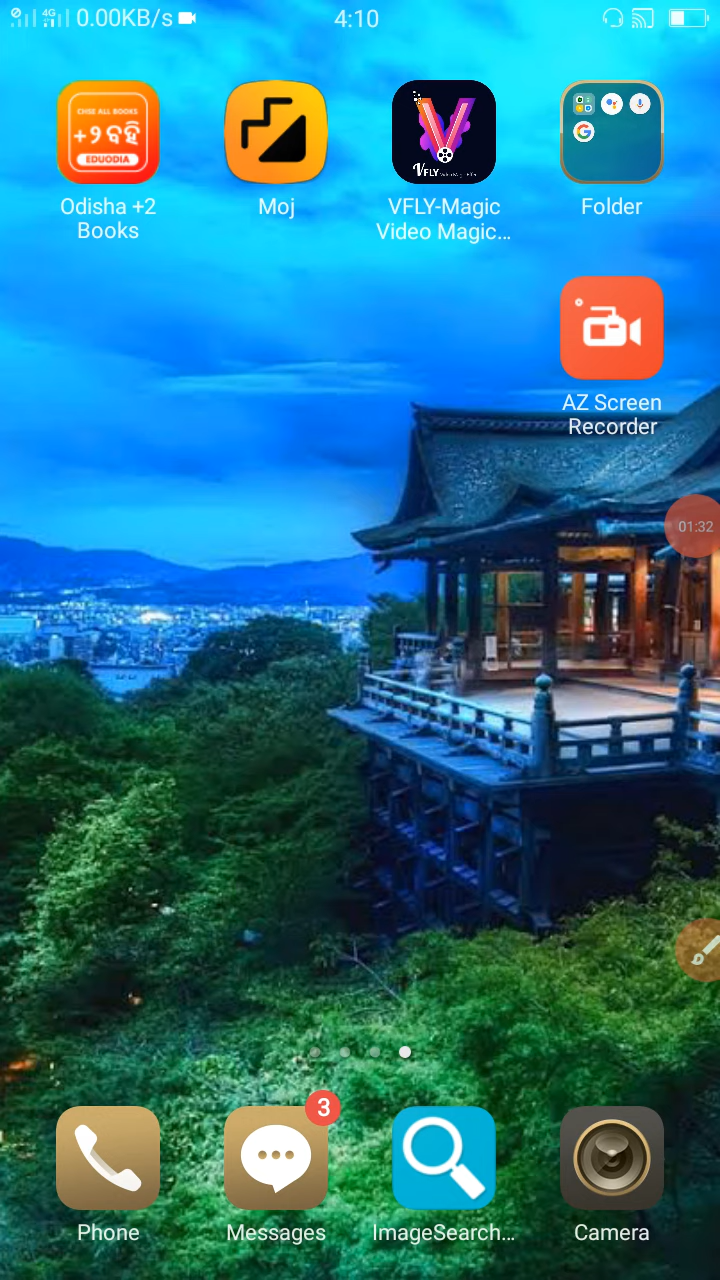 4G 0.00KB/s 4:10
CHSE ALL BOOKS
+୨ ବହି
EDUODIA
Odisha +2
Books
Moj
VFLY
VFLY-Magic
Video Magic...
Folder
AZ Screen
Recorder
01:32
3
Phone
Messages
ImageSearch...
Camera